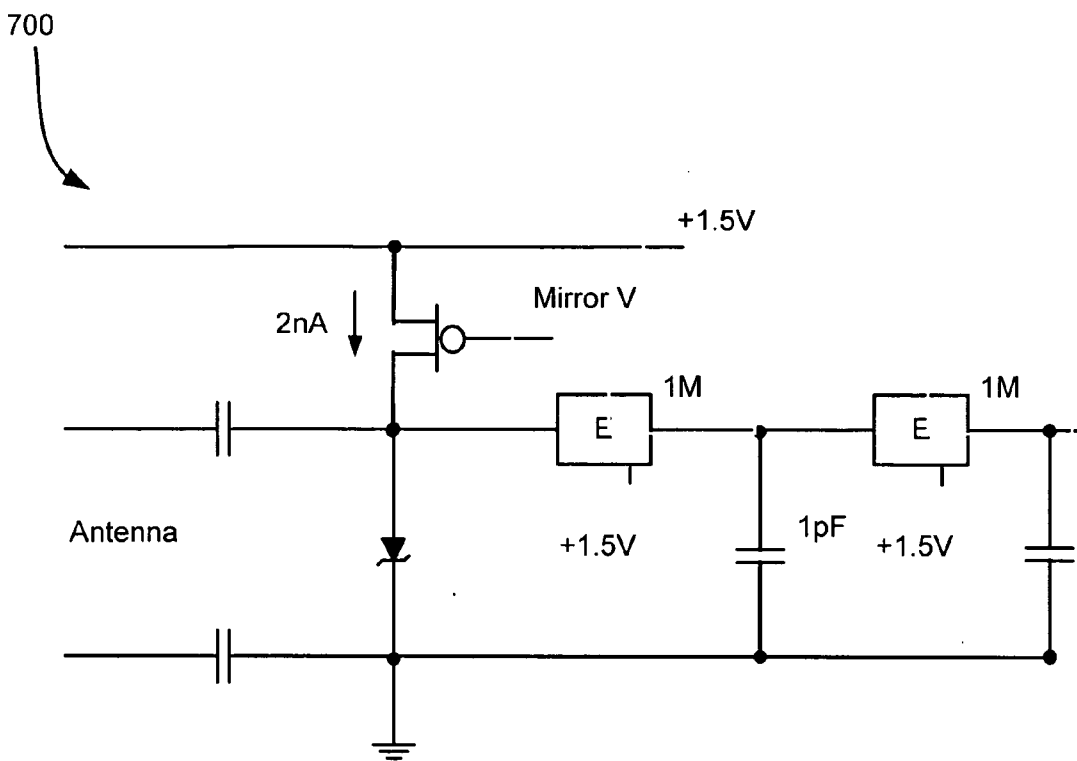 700
+1.5V
Mirror V
2nA
1M
1M
E
E
Antenna
1pF
+1.5V
+1.5V